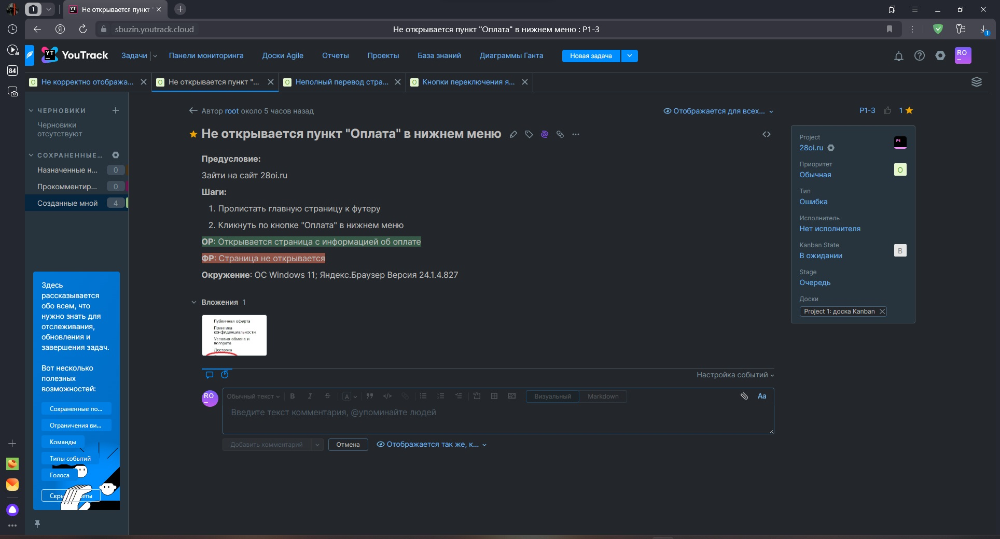 1
Не открывается пункт "
sbuzin.youtrack.cloud
Не открывается пункт "Оплата" в нижнем меню : P1-3
1
84
YT
YouTrack
Задачи
Панели мониторинга
Доски Agile
Отчеты
Проекты
База знаний
Диаграммы Ганта
Новая задача
RO
О Не корректно отобража...
О Не открывается пункт "...
О Неполный перевод стра...
О Кнопки переключения я...
ЧЕРНОВИКИ
Черновики
отсутствуют
СОХРАНЕННЫЕ...
Назначенные н... 0
Прокомментир... 0
Созданные мной 4
Здесь
рассказывается
обо всем, что
нужно знать для
отслеживания,
обновления и
завершения задач.
Вот несколько
полезных
возможностей:
Сохраненные по...
Ограничения ви...
Команды
Типы событий
Голоса
Автор root около 5 часов назад
Отображается для всех...
P1-3
1
Не открывается пункт "Оплата" в нижнем меню
Предусловие:
Зайти на сайт 28oi.ru
Шаги:
1. Пролистать главную страницу к футеру
2. Кликнуть по кнопке "Оплата" в нижнем меню
ОР: Открывается страница с информацией об оплате
ФР: Страница не открывается
Окружение: ОС Windows 11; Яндекс.Браузер Версия 24.1.4.827
Вложения 1
Публичная оферта
Политика
конфиденциальности
Условия обмена и
возврата
Доставка
Настройка событий
RO
Обычный текст
B
I
S
A
Визуальный
Markdown
Aa
Введите текст комментария, @упоминайте людей
Добавить комментарий
Отмена
Отображается так же, к...
Project
28oi.ru
P1
Приоритет
Обычная
О
Тип
Ошибка
Исполнитель
Нет исполнителя
Kanban State
В ожидании
В
Stage
Очередь
Доски
Project 1: доска Kanban